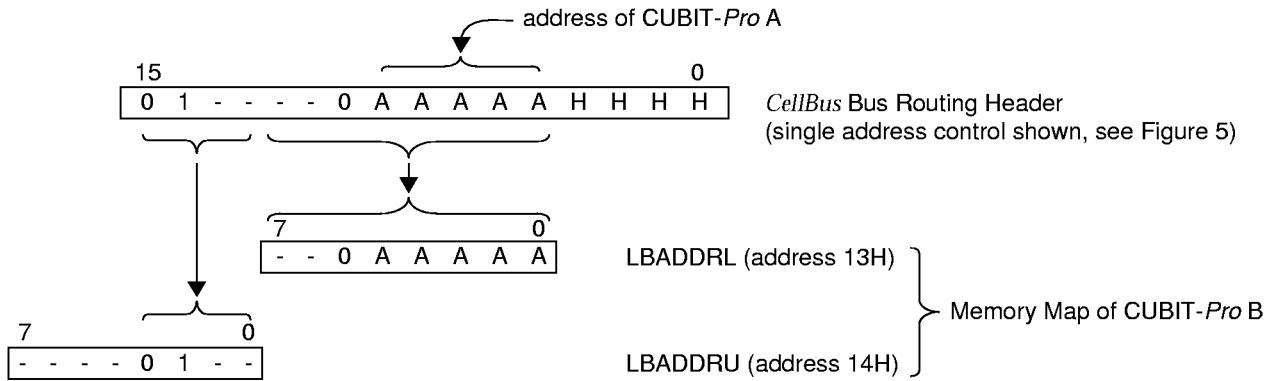 address of CUBIT-Pro A
15 0
0 1 - - - - 0 A A A A A H H H H
CellBus Bus Routing Header
(single address control shown, see Figure 5)
7 0
- - 0 A A A A A
LBADDRL (address 13H)
Memory Map of CUBIT-Pro B
7 0
- - - - 0 1 - -
LBADDRU (address 14H)